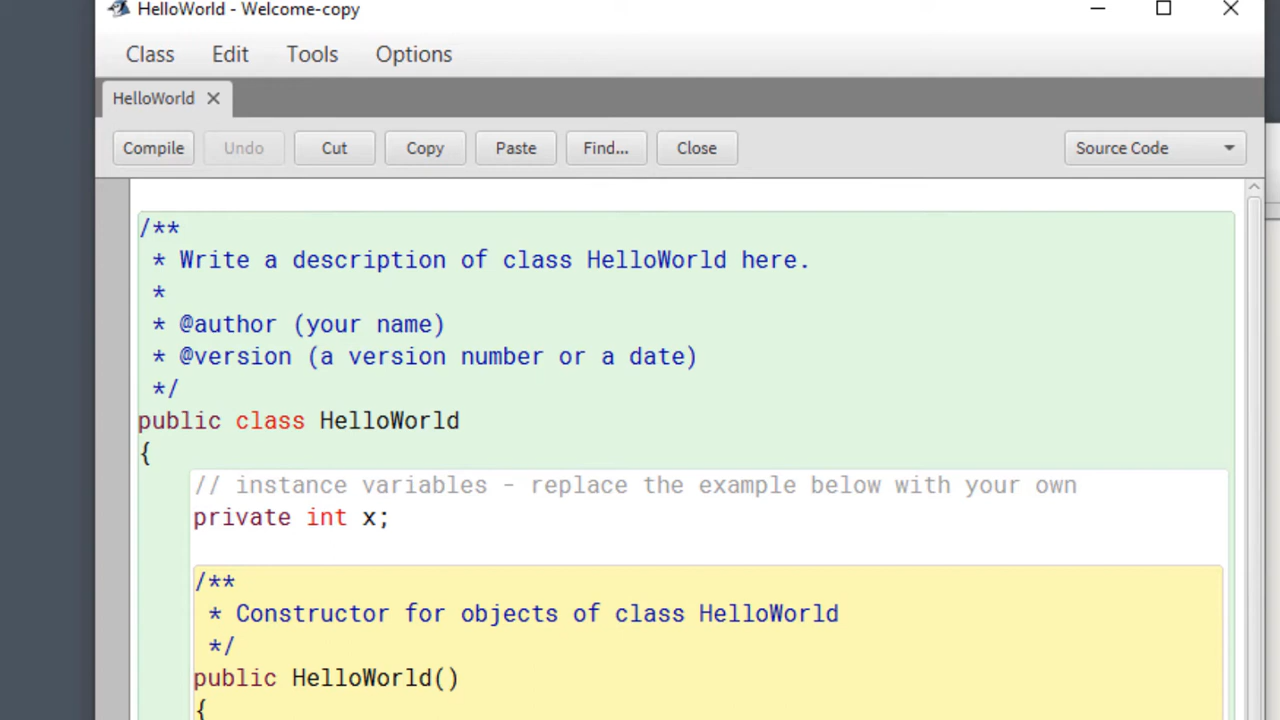 HelloWorld - Welcome-copy
Class Edit Tools Options
HelloWorld
Compile Undo Cut Copy Paste Find... Close Source Code
/**
* Write a description of class HelloWorld here.
*
* @author (your name)
* @version (a version number or a date)
*/
public class HelloWorld
{
// instance variables - replace the example below with your own
private int x;
/**
* Constructor for objects of class HelloWorld
*/
public HelloWorld()
{